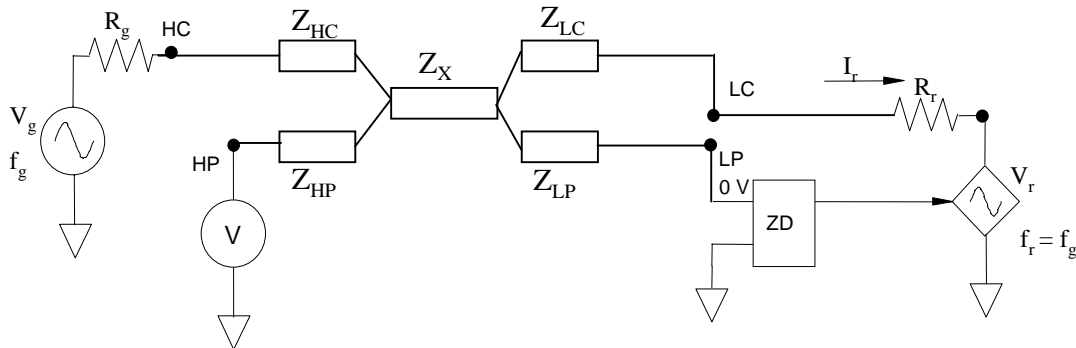 R_g
HC
Z_HC
Z_X
Z_LC
LC
I_r
R_r
V_g
f_g
HP
Z_HP
V
Z_LP
LP
0 V
ZD
V_r
f_r = f_g